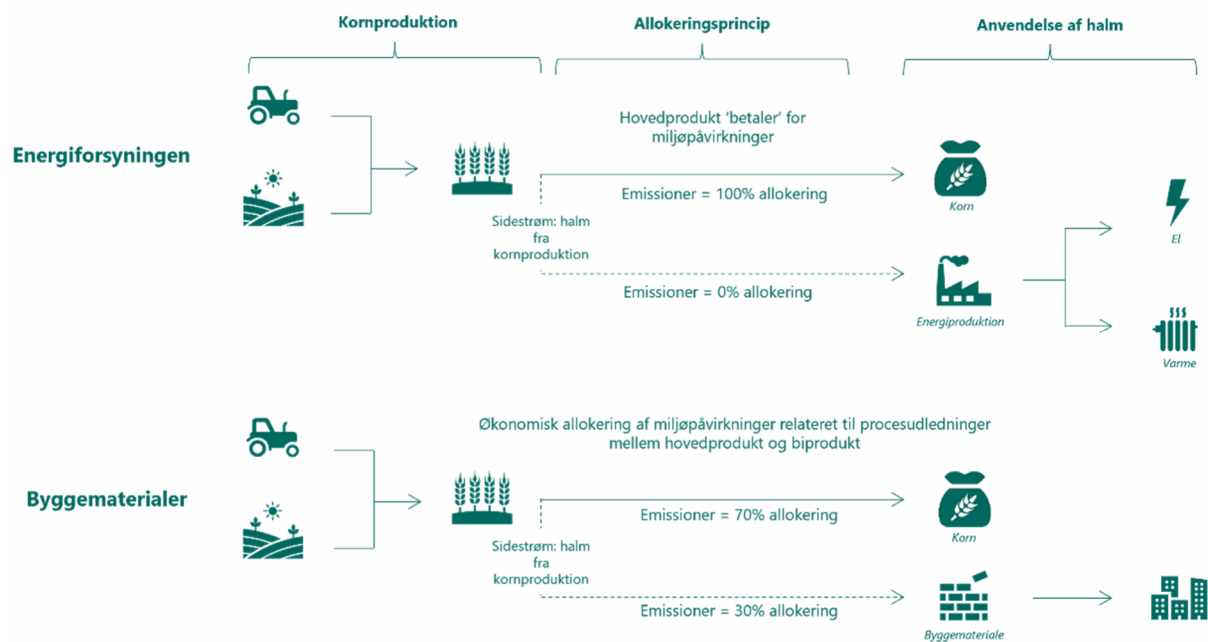 Kornproduktion
Allokeringsprincip
Anvendelse af halm
Energiforsyningen
Hovedprodukt ‘betaler’ for
miljøpåvirkninger
Emissioner = 100% allokering
Korn
Sidestrøm: halm
fra
kornproduktion
Emissioner = 0% allokering
Energiproduktion
El
Varme
Byggematerialer
Økonomisk allokering af miljøpåvirkninger relateret til procesudledninger
mellem hovedprodukt og biprodukt
Emissioner = 70% allokering
Korn
Sidestrøm: halm
fra
kornproduktion
Emissioner = 30% allokering
Byggemateriale